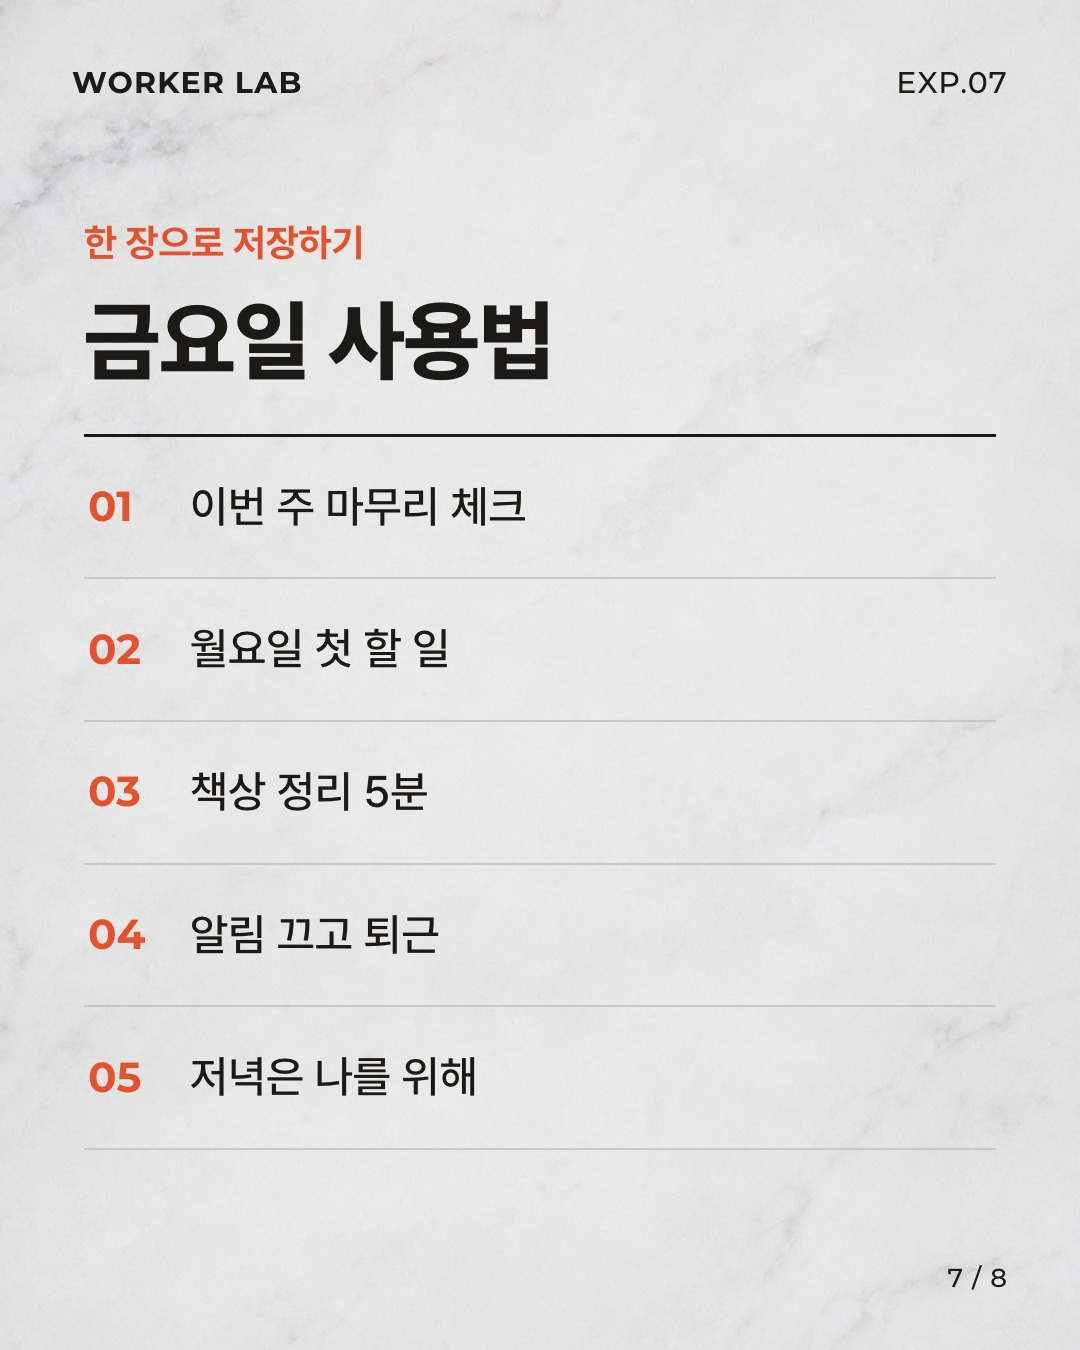 WORKER LAB
EXP.07
한 장으로 저장하기
금요일 사용법
01 이번 주 마무리 체크
02 월요일 첫 할 일
03 책상 정리 5분
04 알림 끄고 퇴근
05 저녁은 나를 위해
7 / 8